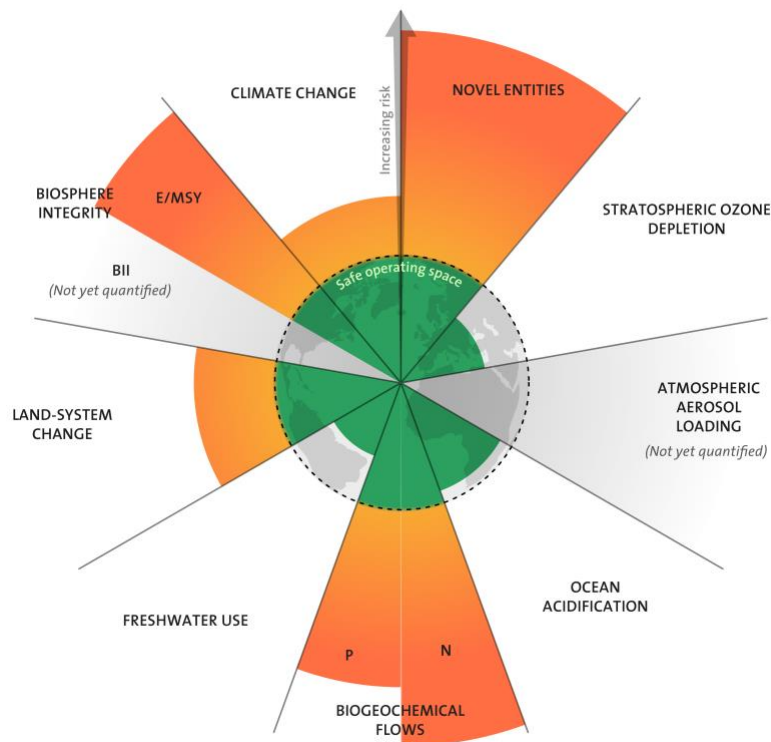 CLIMATE CHANGE
Increasing risk
NOVEL ENTITIES
BIOSPHERE
INTEGRITY
E/MSY
STRATOSPHERIC OZONE
DEPLETION
BII
(Not yet quantified)
Safe operating space
LAND-SYSTEM
CHANGE
ATMOSPHERIC
AEROSOL
LOADING
(Not yet quantified)
FRESHWATER USE
OCEAN
ACIDIFICATION
P
N
BIOGEOCHEMICAL
FLOWS